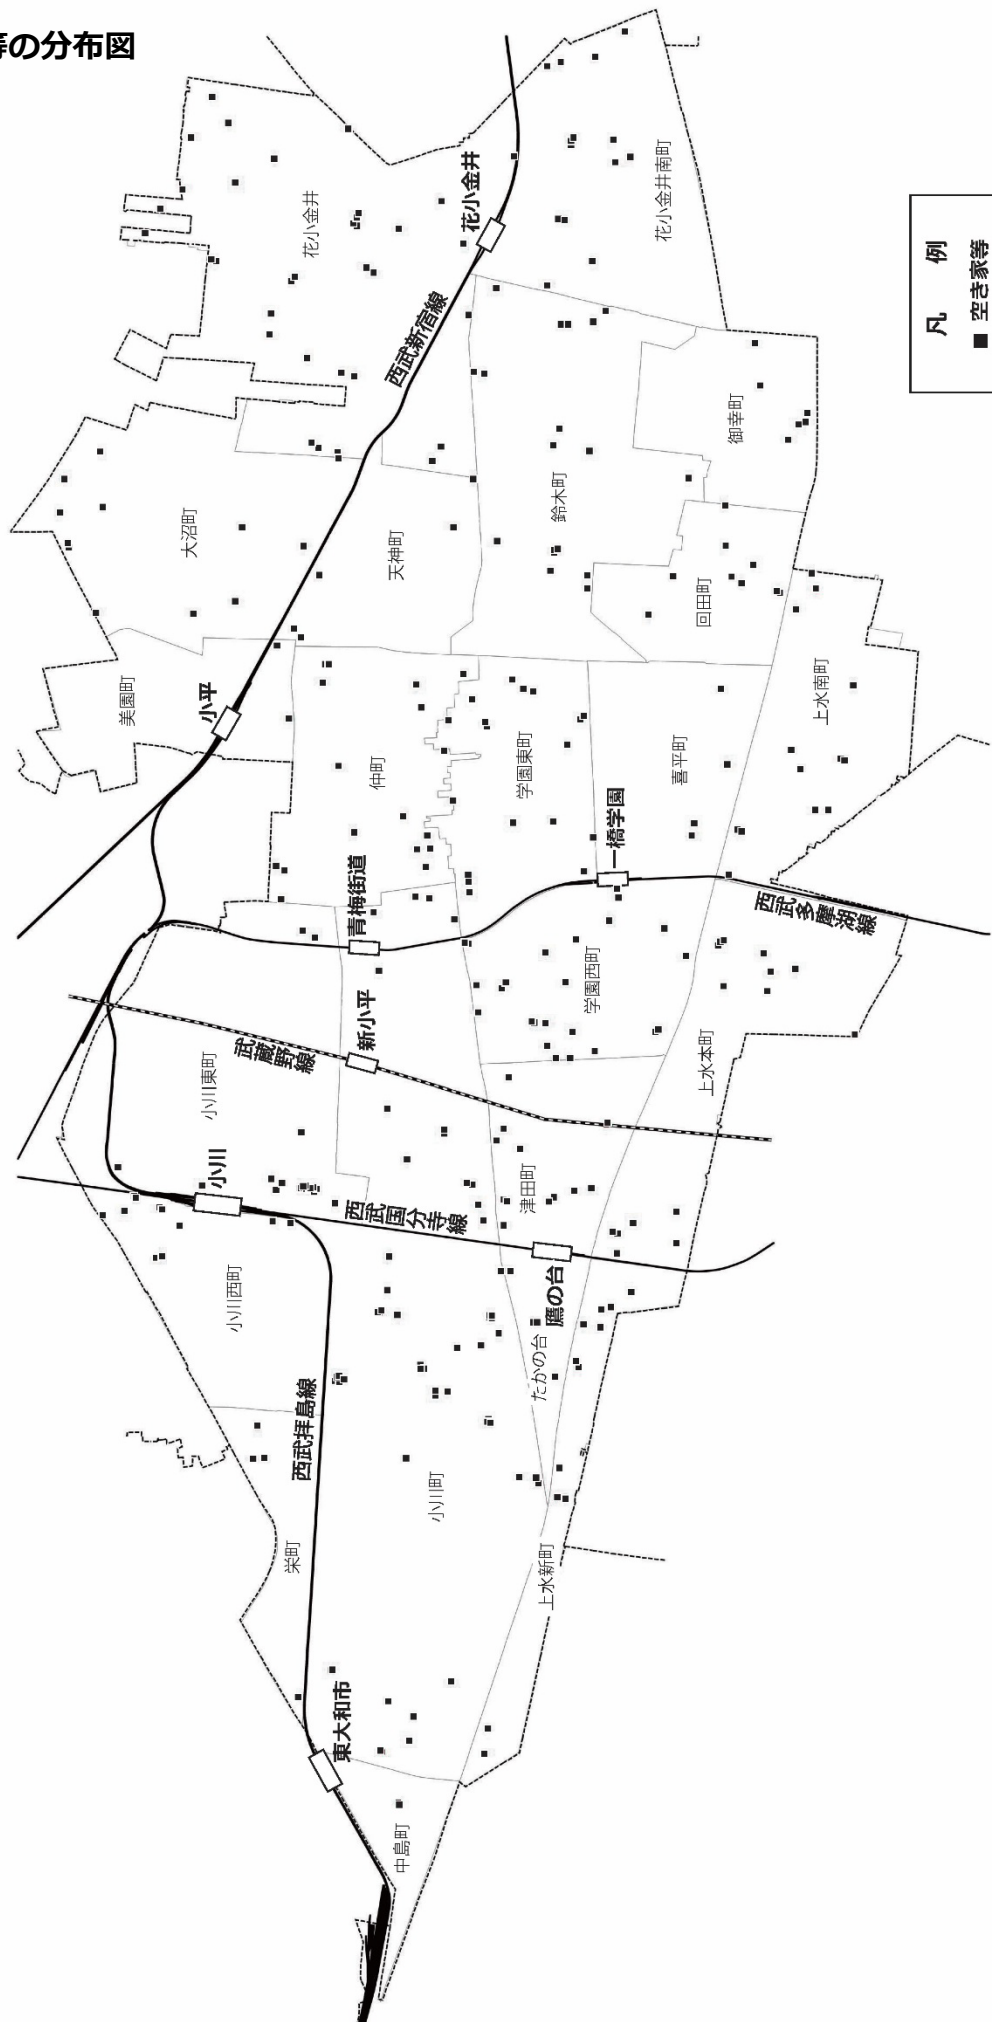 等の分布図
花小金井
花小金井
花小金井南町
西武新宿線
凡 例
■ 空き家等
御幸町
大沼町
天神町
鈴木町
回田町
美園町
小平
上水南町
仲町
学園東町
喜平町
一橋学園
青梅街道
西武多摩湖線
学園西町
新小平
武蔵野線
小川東町
上水本町
小川
津田町
西武国分寺線
小川西町
鷹の台
たかの台
西武拝島線
小川町
栄町
上水新町
東大和市
中島町